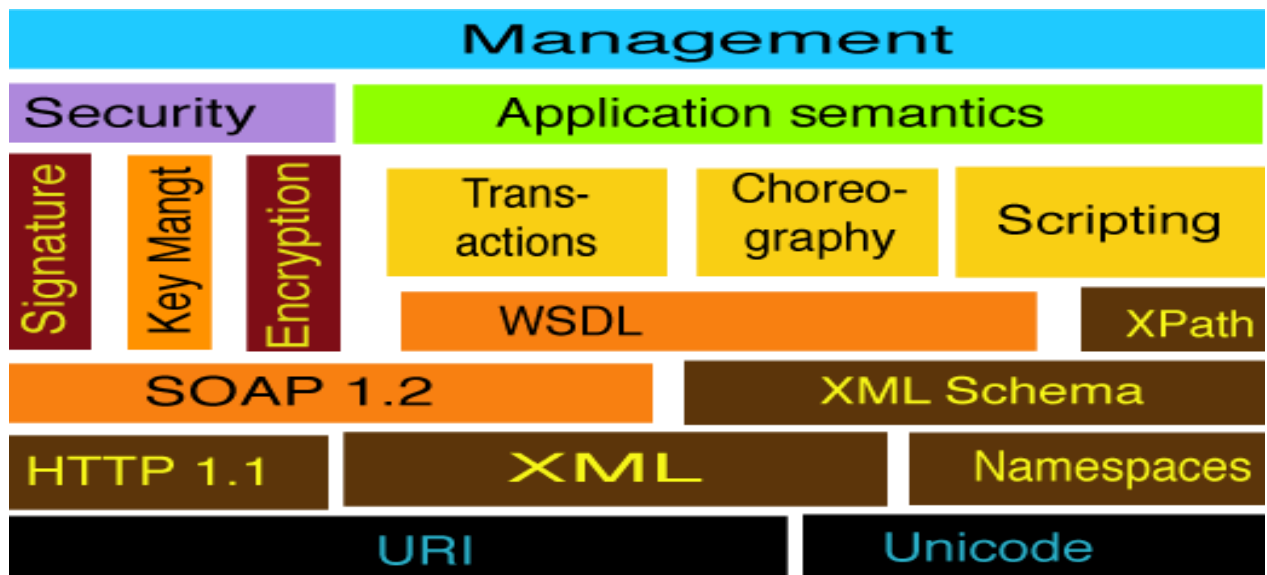 Management
Security
Application semantics
Signature
Key Mangt
Encryption
Trans-
actions
Choreo-
graphy
Scripting
WSDL
XPath
SOAP 1.2
XML Schema
HTTP 1.1
XML
Namespaces
URI
Unicode